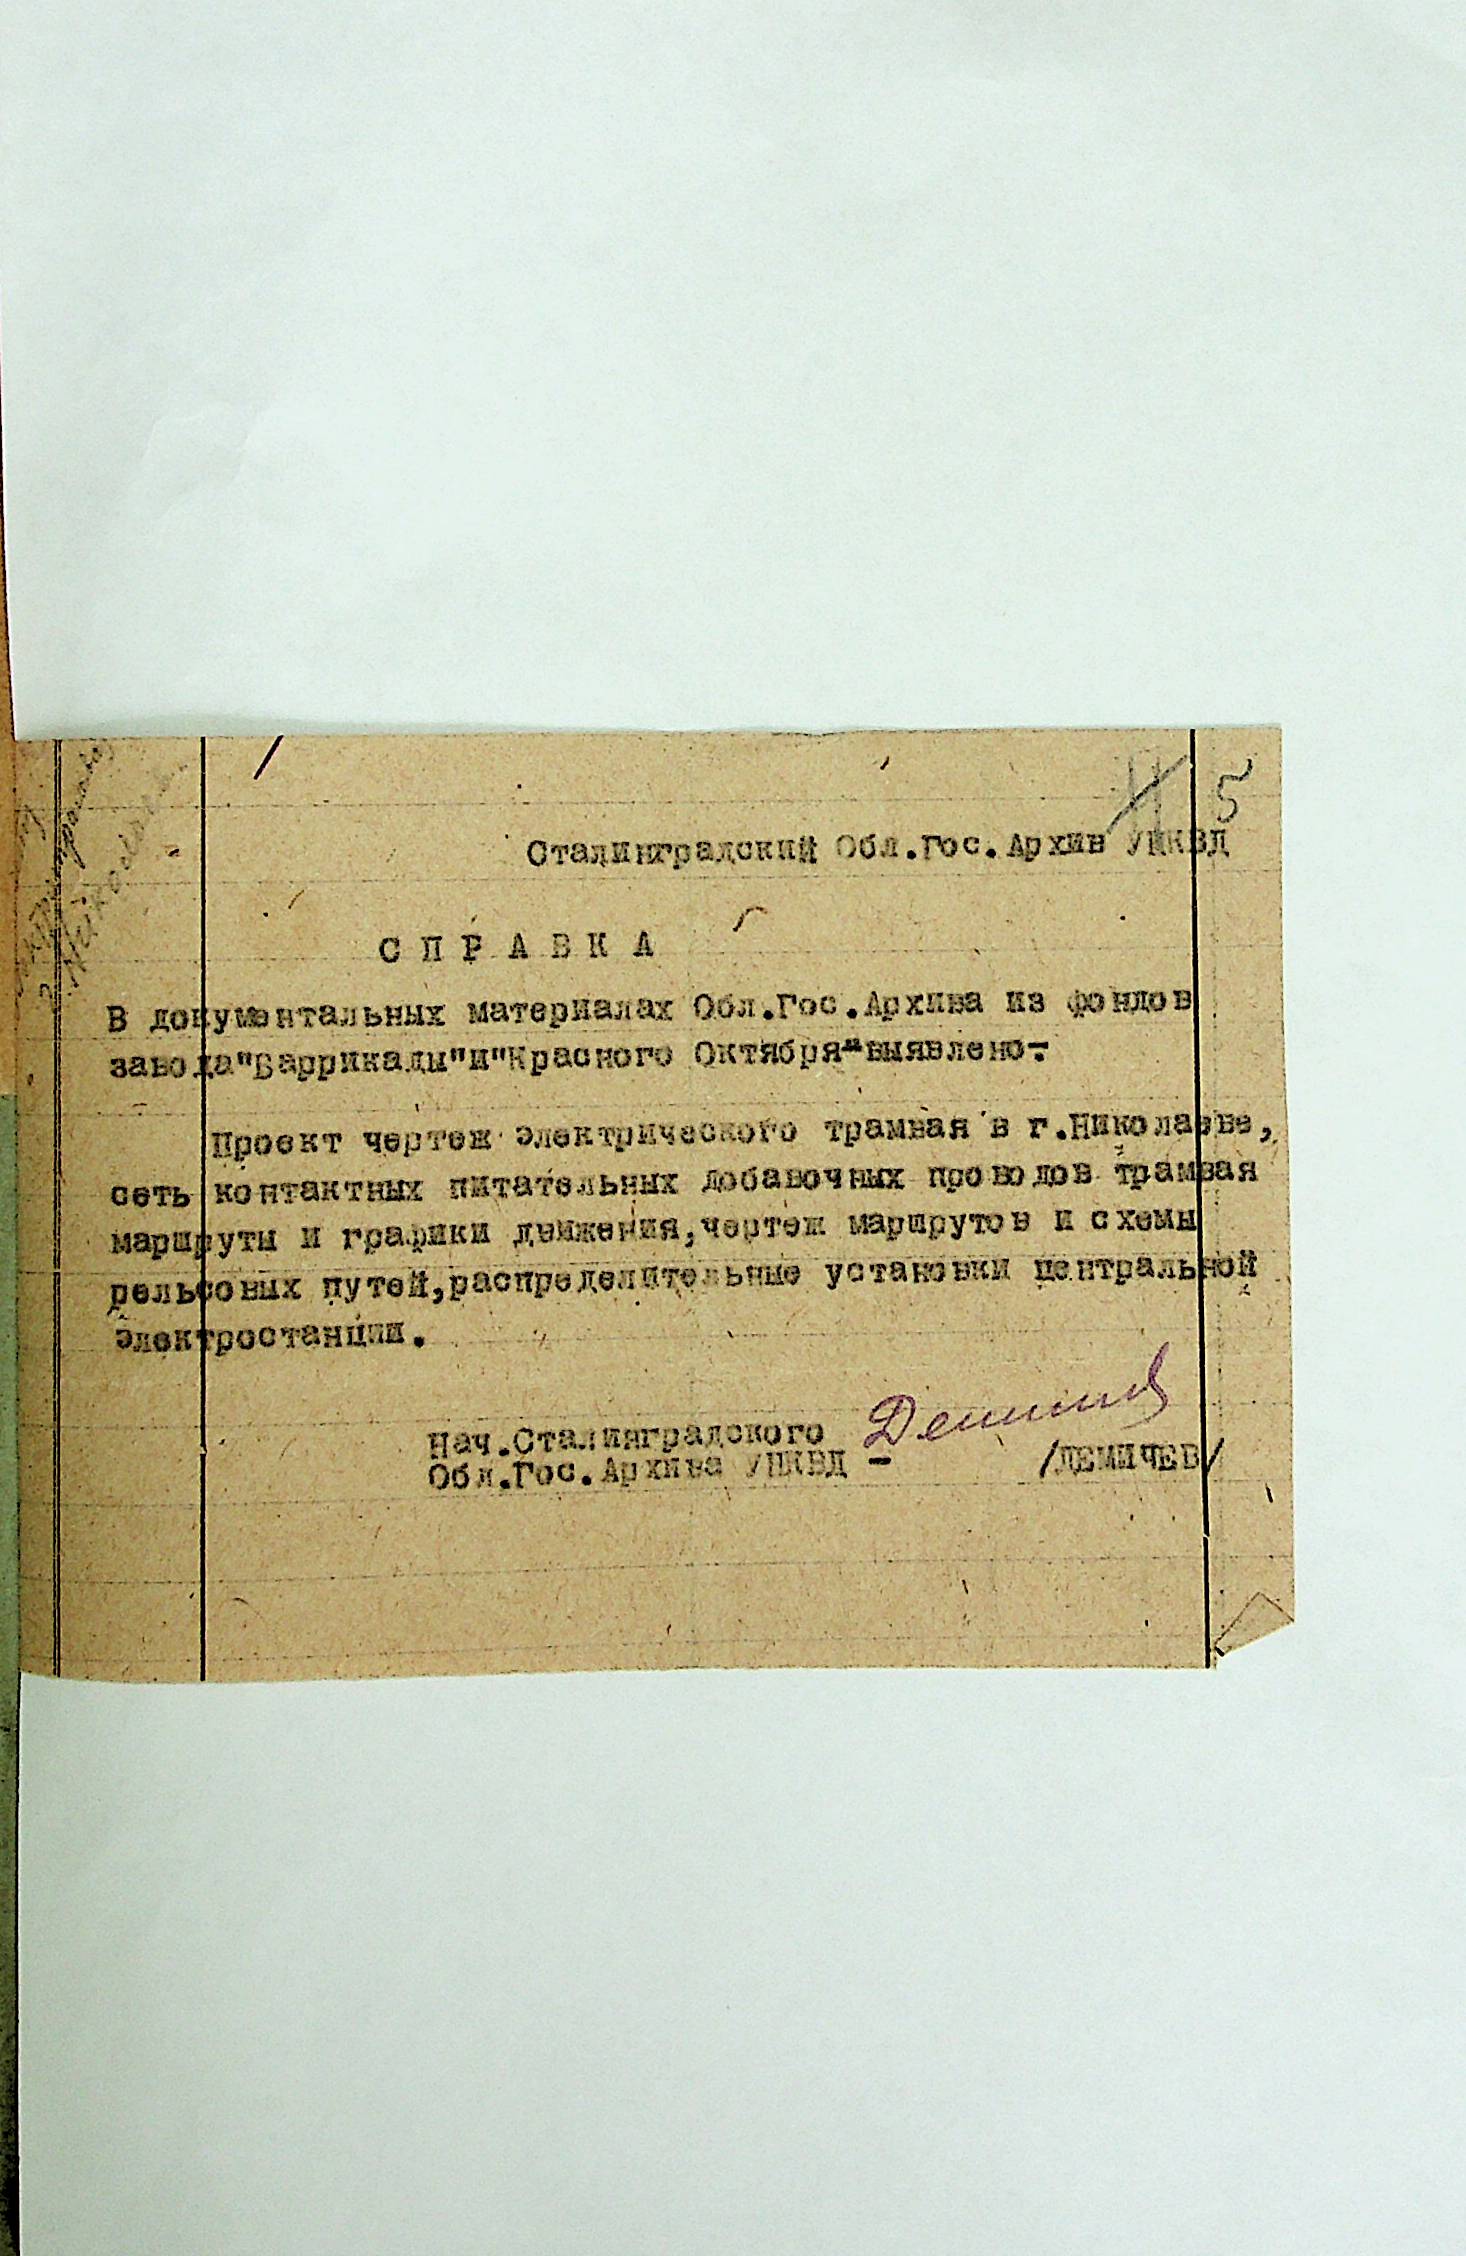 5
Сталинградский Обл.Гос.Архив УНКВД
С П Р А В К А
В документальных материалах Обл.Гос.Архива из фондов
завода"Баррикады"и"Красного Октября"выявлено:
Проект чертеж электрического трамвая в г.Николаеве,
сеть контактных питательных добавочных проводов трамвая
маршруты и графики движения,чертеж маршрутов и схемы
рельсовых путей,распределительные установки центральной
электростанции.
Нач.Сталинградского
Обл.Гос.Архива УНКВД - /ДЕМИЧЕВ/